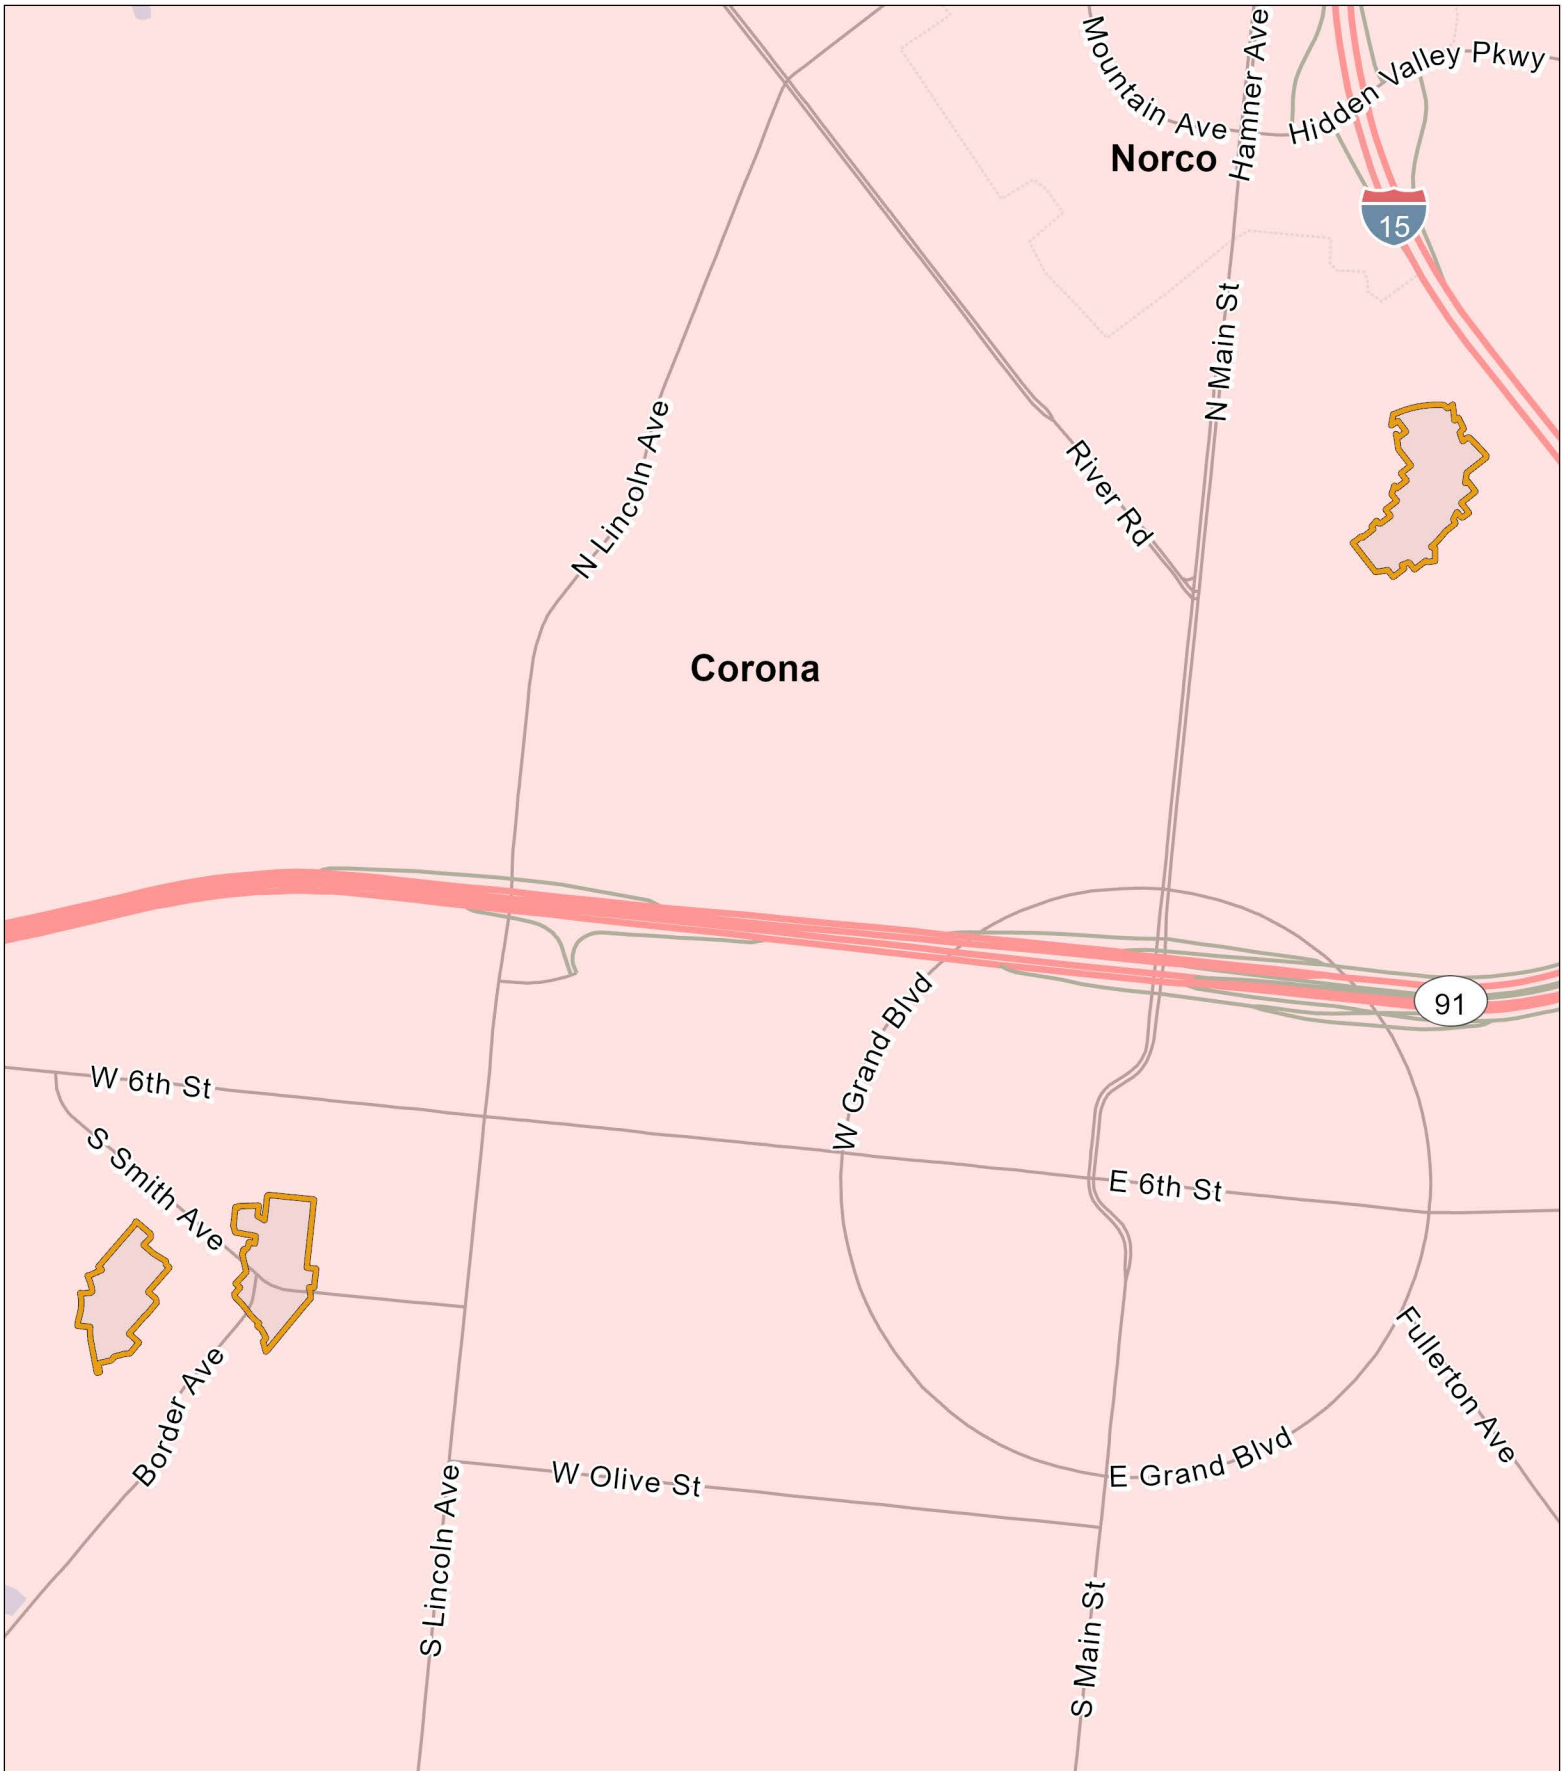 Mountain Ave
Hamner Ave
Hidden Valley Pkwy
Norco
15
N Main St
N Lincoln Ave
River Rd
Corona
W Grand Blvd
91
W 6th St
S Smith Ave
E 6th St
Border Ave
Fullerton Ave
E Grand Blvd
W Olive St
S Lincoln Ave
S Main St